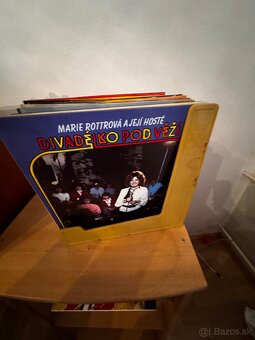 MARIE ROTTROVÁ A JEJÍ HOSTÉ
DIVADÉLKO POD VĚŽÍ
@ Bazos.sk